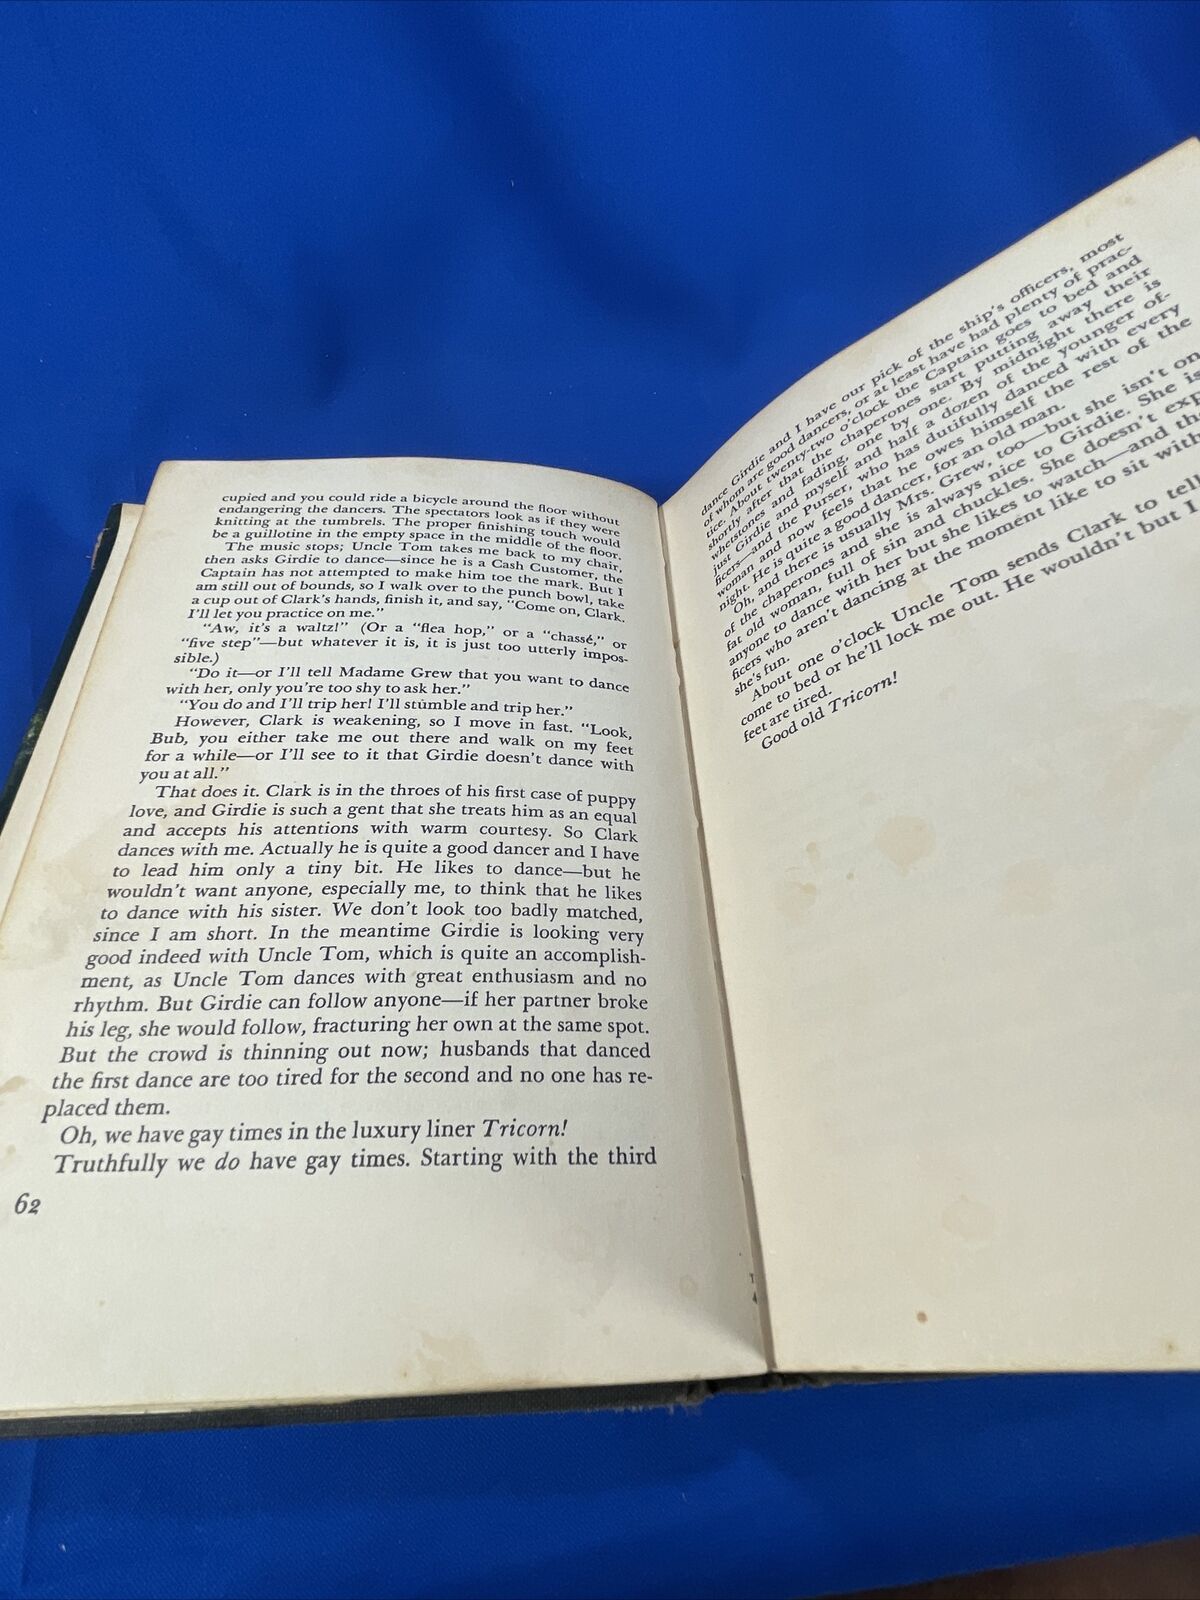 cupied and you could ride a bicycle around the floor without
endangering the dancers. The spectators look as if they were
knitting at the tumbrels. The proper finishing touch would
be a guillotine in the empty space in the middle of the floor.
The music stops; Uncle Tom takes me back to my chair,
then asks Girdie to dance—since he is a Cash Customer, the
Captain has not attempted to make him toe the mark. But I
am still out of bounds, so I walk over to the punch bowl, take
a cup out of Clark's hands, finish it, and say, "Come on, Clark.
I'll let you practice on me."
"Aw, it's a waltz!" (Or a "flea hop," or a "chassé," or
"five step"—but whatever it is, it is just too utterly impos-
sible.)
"Do it—or I'll tell Madame Grew that you want to dance
with her, only you're too shy to ask her."
"You do and I'll trip her! I'll stumble and trip her."
However, Clark is weakening, so I move in fast. "Look,
Bub, you either take me out there and walk on my feet
for a while—or I'll see to it that Girdie doesn't dance with
you at all."
That does it. Clark is in the throes of his first case of puppy
love, and Girdie is such a gent that she treats him as an equal
and accepts his attentions with warm courtesy. So Clark
dances with me. Actually he is quite a good dancer and I have
to lead him only a tiny bit. He likes to dance—but he
wouldn't want anyone, especially me, to think that he likes
to dance with his sister. We don't look too badly matched,
since I am short. In the meantime Girdie is looking very
good indeed with Uncle Tom, which is quite an accomplish-
ment, as Uncle Tom dances with great enthusiasm and no
rhythm. But Girdie can follow anyone—if her partner broke
his leg, she would follow, fracturing her own at the same spot.
But the crowd is thinning out now; husbands that danced
the first dance are too tired for the second and no one has re-
placed them.
Oh, we have gay times in the luxury liner Tricorn!
Truthfully we do have gay times. Starting with the third
62
dance Girdie and I have our pick of the ship's officers, most
of whom are good dancers, or at least have had plenty of prac-
tice. About twenty-two o'clock the Captain goes to bed and
shortly after that the chaperones start putting away their
whetstones and fading, one by one. By midnight there is
just Girdie and myself and half a dozen of the younger of-
ficers—and the Purser, who has dutifully danced with every
woman and now feels that he owes himself the rest of the
night. He is quite a good dancer, for an old man.
Oh, and there is usually Mrs. Grew, too—but she isn't on
of the chaperones and she is always nice to Girdie. She is
fat old woman, full of sin and chuckles. She doesn't exp
anyone to dance with her but she likes to watch—and th
ficers who aren't dancing at the moment like to sit with
she's fun.
About one o'clock Uncle Tom sends Clark to tell
come to bed or he'll lock me out. He wouldn't but I
feet are tired.
Good old Tricorn!